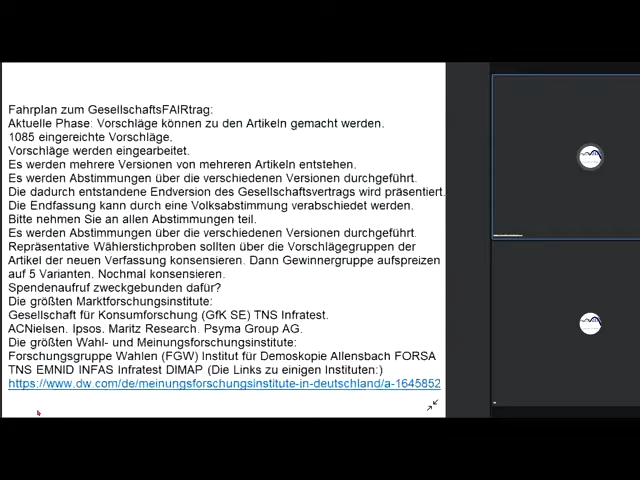 Fahrplan zum GesellschaftsFAIRtrag:
Aktuelle Phase: Vorschläge können zu den Artikeln gemacht werden.
1085 eingereichte Vorschläge.
Vorschläge werden eingearbeitet.
Es werden mehrere Versionen von mehreren Artikeln entstehen.
Es werden Abstimmungen über die verschiedenen Versionen durchgeführt.
Die dadurch entstandene Endversion des Gesellschaftsvertrags wird präsentiert.
Die Endfassung kann durch eine Volksabstimmung verabschiedet werden.
Bitte nehmen Sie an allen Abstimmungen teil.
Es werden Abstimmungen über die verschiedenen Versionen durchgeführt.
Repräsentative Wählerstichproben sollten über die Vorschlägegruppen der
Artikel der neuen Verfassung konsensieren. Dann Gewinnergruppe aufspreizen
auf 5 Varianten. Nochmal konsensieren.
Spendenaufruf zweckgebunden dafür?
Die größten Marktforschungsinstitute:
Gesellschaft für Konsumforschung (GfK SE) TNS Infratest.
ACNielsen. Ipsos. Maritz Research. Psyma Group AG.
Die größten Wahl- und Meinungsforschungsinstitute:
Forschungsgruppe Wahlen (FGW) Institut für Demoskopie Allensbach FORSA
TNS EMNID INFAS Infratest DIMAP (Die Links zu einigen Instituten:)
https://www.dw.com/de/meinungsforschungsinstitute-in-deutschland/a-1645852